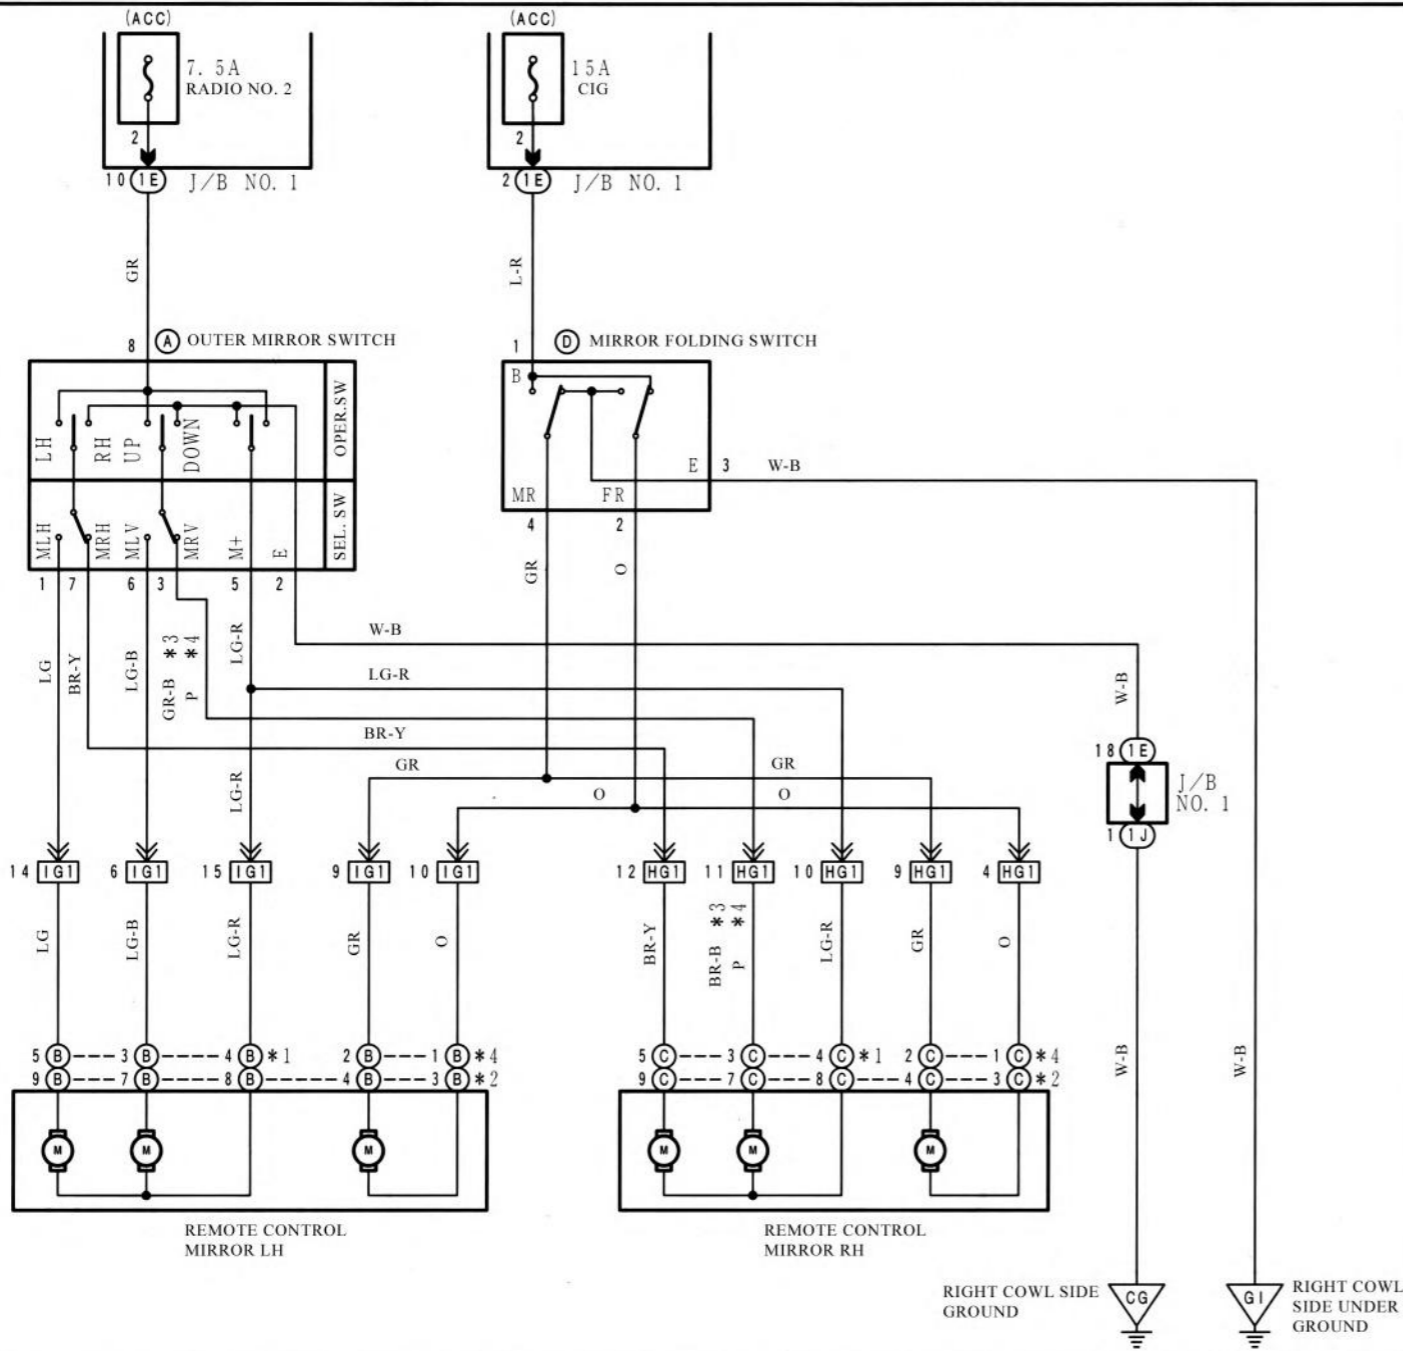 (ACC)
(ACC)
7. 5A
RADIO NO. 2
15A
CIG
2
2
10 1E J/B NO. 1
2 1E J/B NO. 1
GR
L-R
8 A OUTER MIRROR SWITCH
1 D MIRROR FOLDING SWITCH
B
LH
RH
UP
DOWN
OPER.SW
E 3 W-B
MR FR
4 2
MLH
MRH
MLV
MRV
M+
E
SEL. SW
1 7 6 3 5 2
GR
O
W-B
LG
BR-Y
LG-B
GR-B *3
P *4
LG-R
LG-R
W-B
BR-Y
GR
GR
LG-R
O
O
18 1E
J/B
NO. 1
1 1J
14 IG1 6 IG1 15 IG1 9 IG1 10 IG1 12 HG1 11 HG1 10 HG1 9 HG1 4 HG1
LG
LG-B
LG-R
GR
O
BR-Y
BR-B *3
P *4
LG-R
GR
O
5 B 3 B 4 B *1 2 B 1 B *4
5 C 3 C 4 C *1 2 C 1 C *4
9 B 7 B 8 B 4 B 3 B *2
9 C 7 C 8 C 4 C 3 C *2
W-B
W-B
M M M M M M
REMOTE CONTROL
MIRROR LH
REMOTE CONTROL
MIRROR RH
RIGHT COWL SIDE
GROUND
CG
GI
RIGHT COWL
SIDE UNDER
GROUND